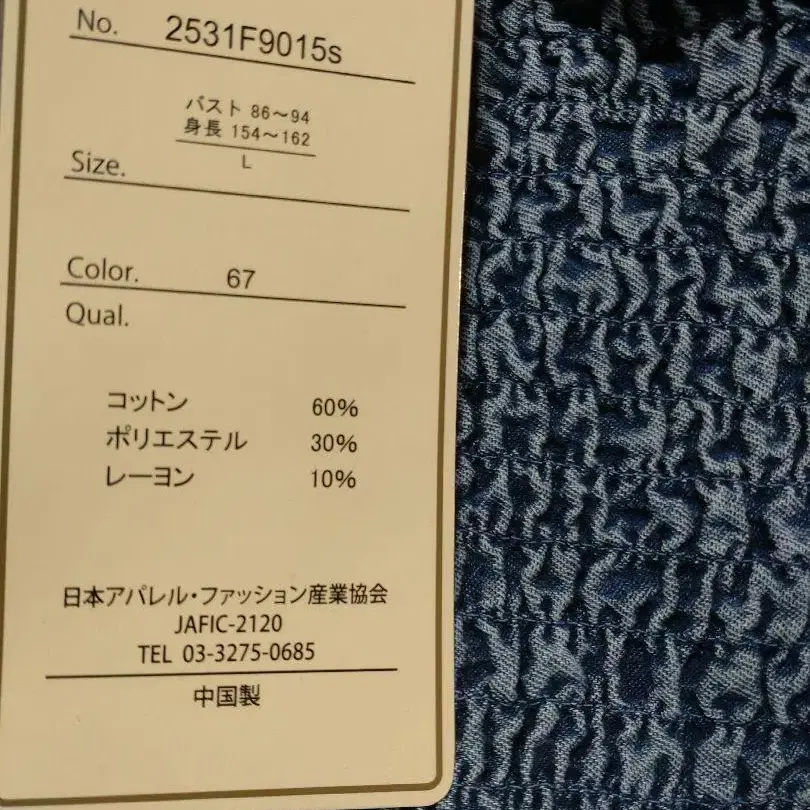 No. 2531F9015s
バスト 86～94
身長 154～162
Size. L
Color. 67
Qual.
コットン 60%
ポリエステル 30%
レーヨン 10%
日本アパレル・ファッション産業協会
JAFIC-2120
TEL 03-3275-0685
中国製